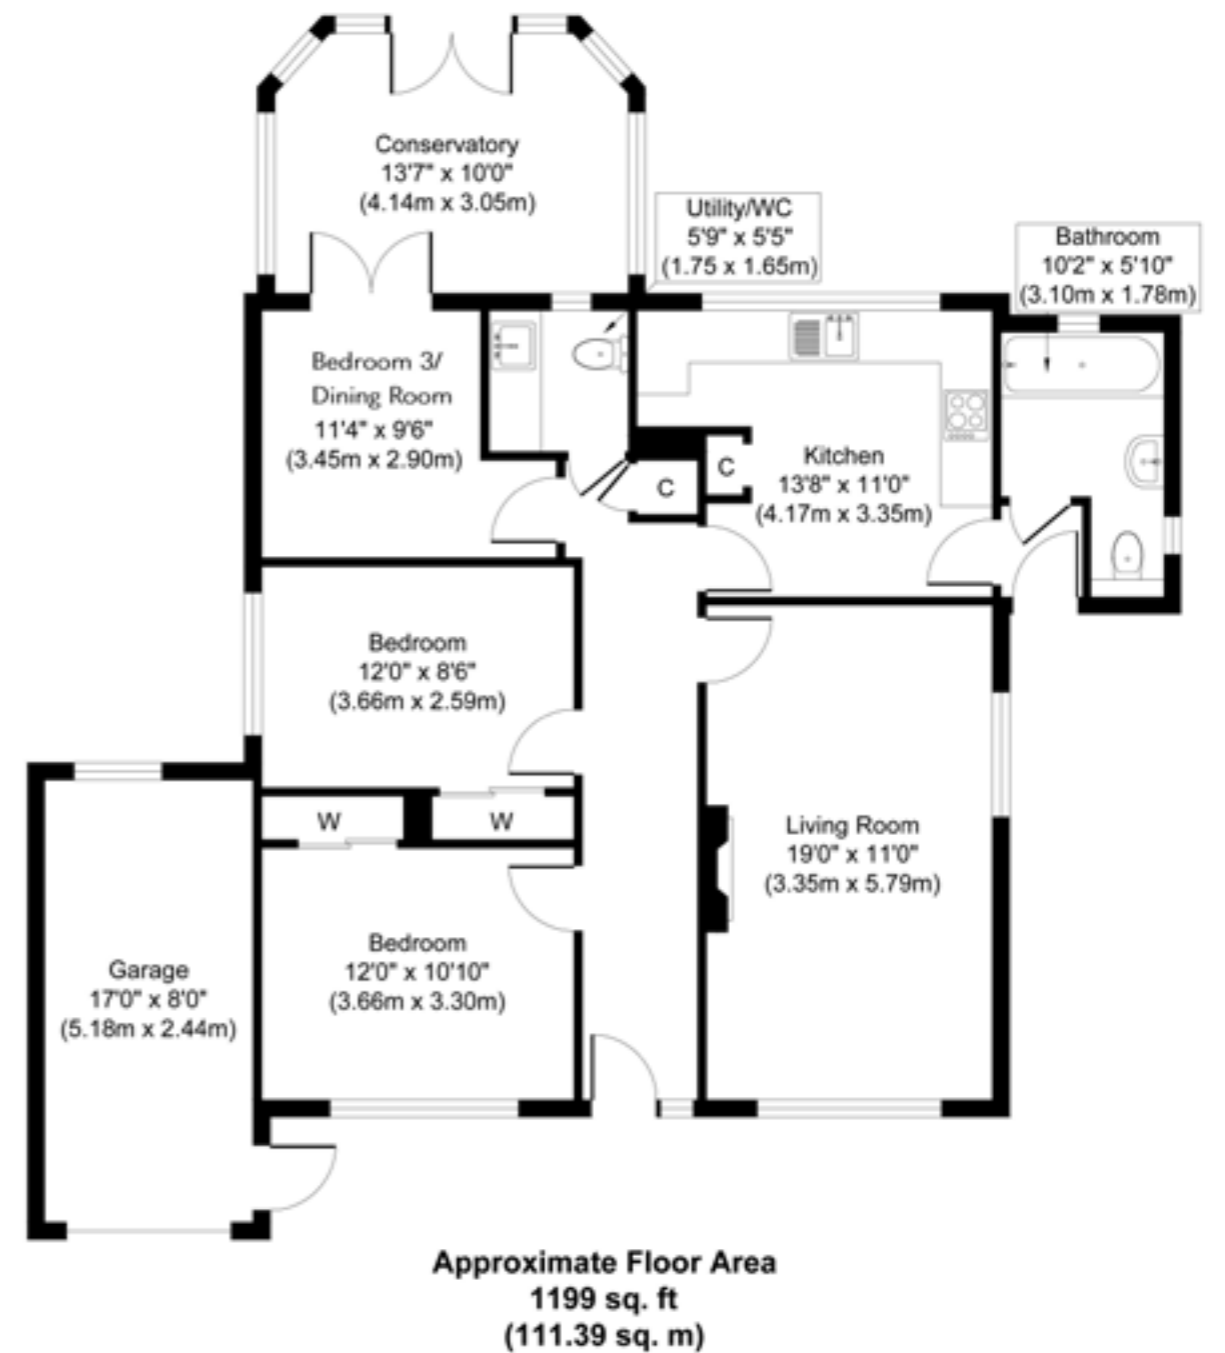 Conservatory
13'7" x 10'0"
(4.14m x 3.05m)
Utility/WC
5'9" x 5'5"
(1.75 x 1.65m)
Bathroom
10'2" x 5'10"
(3.10m x 1.78m)
Bedroom 3/
Dining Room
11'4" x 9'6"
(3.45m x 2.90m)
C
C
Kitchen
13'8" x 11'0"
(4.17m x 3.35m)
Bedroom
12'0" x 8'6"
(3.66m x 2.59m)
W
W
Living Room
19'0" x 11'0"
(3.35m x 5.79m)
Bedroom
12'0" x 10'10"
(3.66m x 3.30m)
Garage
17'0" x 8'0"
(5.18m x 2.44m)
Approximate Floor Area
1199 sq. ft
(111.39 sq. m)